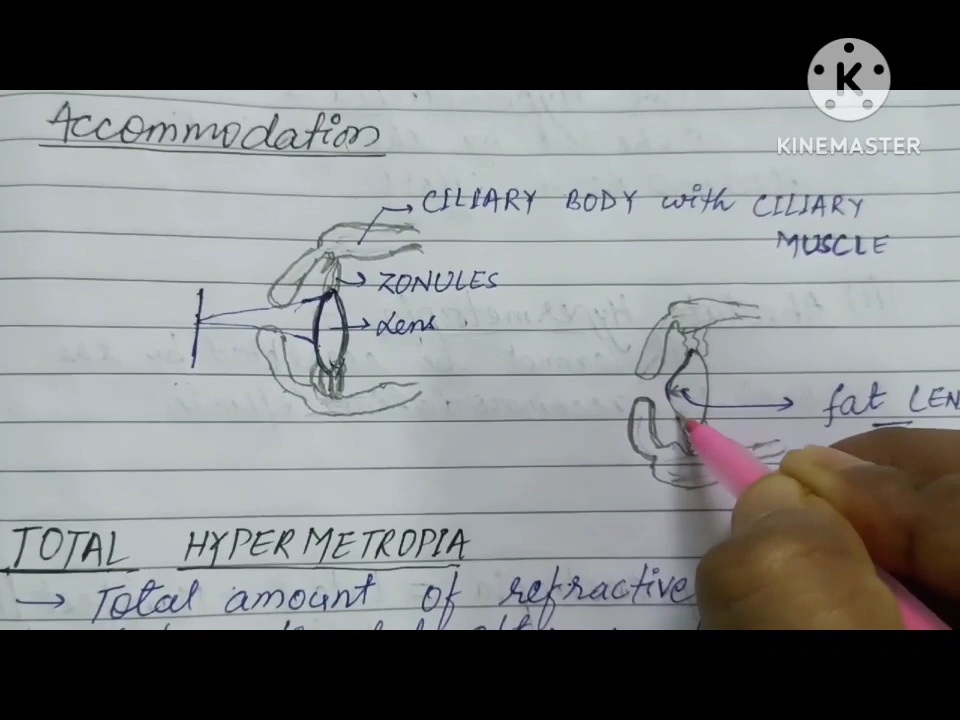 K
KINEMASTER
Accommodation
CILIARY BODY with CILIARY
MUSCLE
ZONULES
Lens
fat LEN
TOTAL HYPERMETROPIA
→ Total amount of refractive